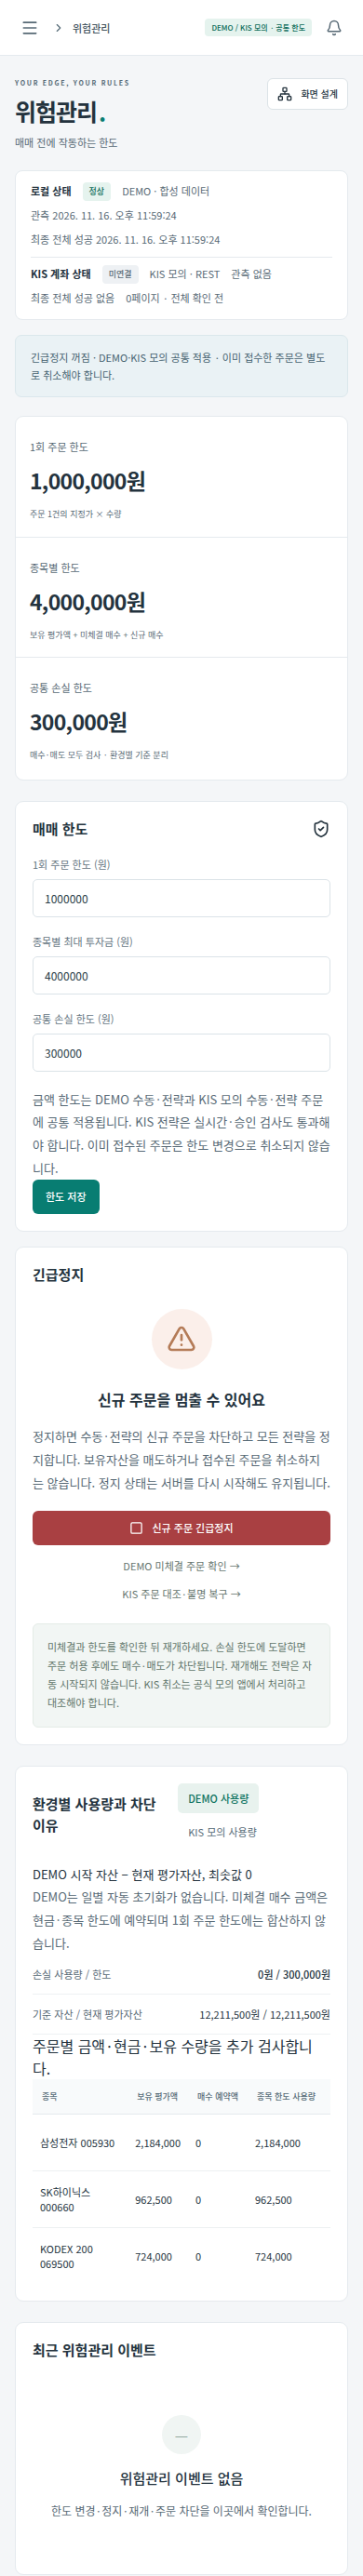 위험관리
DEMO / KIS 모의 · 공통 한도
YOUR EDGE, YOUR RULES
위험관리.
화면 설계
매매 전에 작동하는 한도
로컬 상태 정상 DEMO · 합성 데이터
관측 2026. 11. 16. 오후 11:59:24
최종 전체 성공 2026. 11. 16. 오후 11:59:24
KIS 계좌 상태 미연결 KIS 모의 · REST 관측 없음
최종 전체 성공 없음 0페이지 · 전체 확인 전
긴급정지 꺼짐 · DEMO·KIS 모의 공통 적용 · 이미 접수한 주문은 별도
로 취소해야 합니다.
1회 주문 한도
1,000,000원
주문 1건의 지정가 × 수량
종목별 한도
4,000,000원
보유 평가액 + 미체결 매수 + 신규 매수
공통 손실 한도
300,000원
매수·매도 모두 검사 · 환경별 기준 분리
매매 한도
1회 주문 한도 (원)
1000000
종목별 최대 투자금 (원)
4000000
공통 손실 한도 (원)
300000
금액 한도는 DEMO 수동·전략과 KIS 모의 수동·전략 주문
에 공통 적용됩니다. KIS 전략은 실시간·승인 검사도 통과해
야 합니다. 이미 접수된 주문은 한도 변경으로 취소되지 않습
니다.
한도 저장
긴급정지
신규 주문을 멈출 수 있어요
정지하면 수동·전략의 신규 주문을 차단하고 모든 전략을 정
지합니다. 보유자산을 매도하거나 접수된 주문을 취소하지
는 않습니다. 정지 상태는 서버를 다시 시작해도 유지됩니다.
신규 주문 긴급정지
DEMO 미체결 주문 확인 →
KIS 주문 대조·불명 복구 →
미체결과 한도를 확인한 뒤 재개하세요. 손실 한도에 도달하면
주문 허용 후에도 매수·매도가 차단됩니다. 재개해도 전략은 자
동 시작되지 않습니다. KIS 취소는 공식 모의 앱에서 처리하고
대조해야 합니다.
환경별 사용량과 차단
이유
DEMO 사용량
KIS 모의 사용량
DEMO 시작 자산 − 현재 평가자산, 최솟값 0
DEMO는 일별 자동 초기화가 없습니다. 미체결 매수 금액은
현금·종목 한도에 예약되며 1회 주문 한도에는 합산하지 않
습니다.
손실 사용량 / 한도 0원 / 300,000원
기준 자산 / 현재 평가자산 12,211,500원 / 12,211,500원
주문별 금액·현금·보유 수량을 추가 검사합니
다.
종목 보유 평가액 매수 예약액 종목 한도 사용량
삼성전자 005930 2,184,000 0 2,184,000
SK하이닉스
000660 962,500 0 962,500
KODEX 200
069500 724,000 0 724,000
최근 위험관리 이벤트
위험관리 이벤트 없음
한도 변경·정지·재개·주문 차단을 이곳에서 확인합니다.